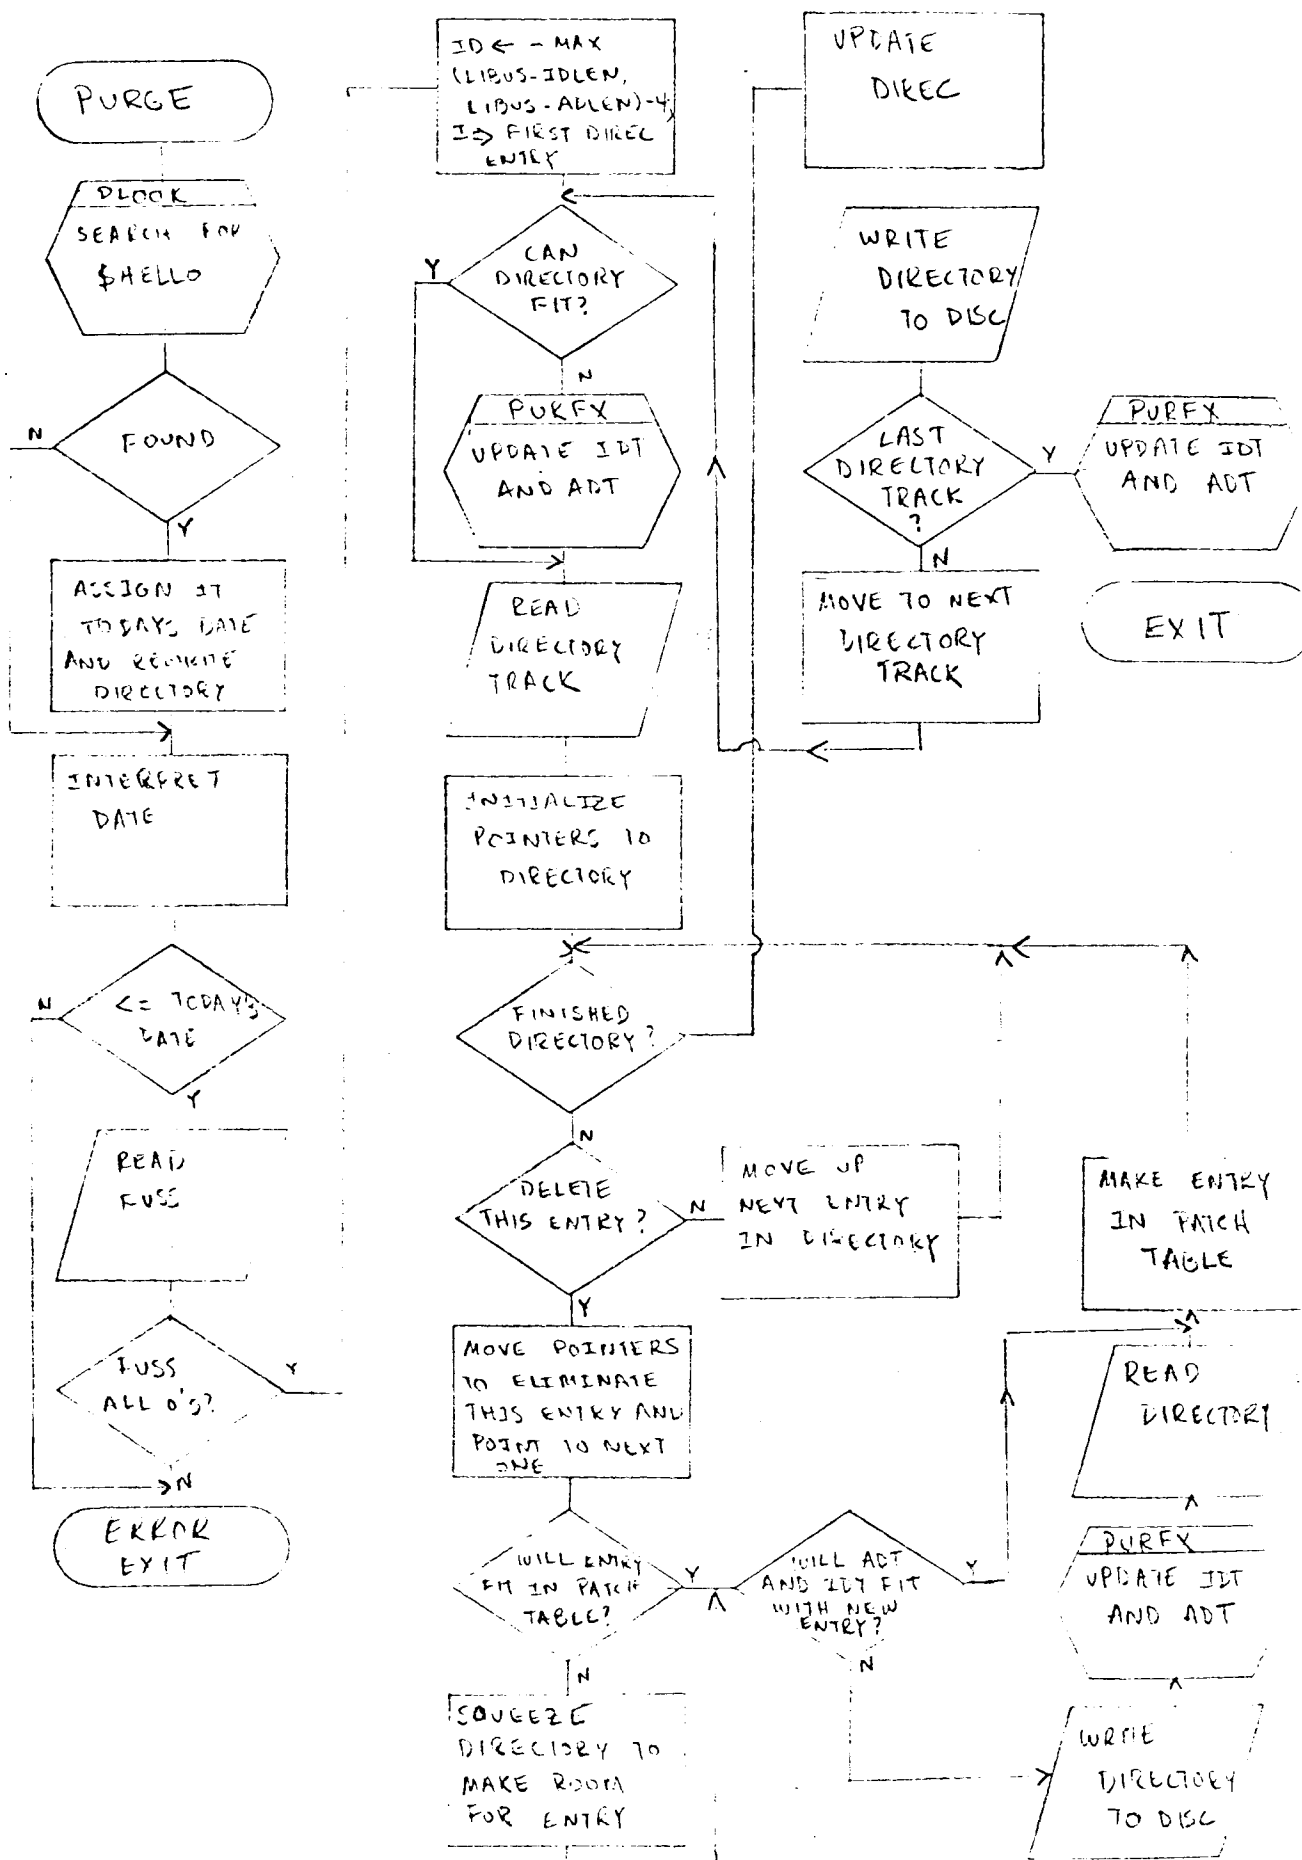 PURGE
DLOOK
SEARCH FOR
$HELLO
N
FOUND
Y
ASSIGN IT
TODAYS DATE
AND REWRITE
DIRECTORY
INTERPRET
DATE
N
<= TODAY'S
DATE
Y
READ
FUSS
FUSS
ALL 0'S?
Y
N
ERROR
EXIT
ID ← - MAX
(LIBUS-IDLEN,
LIBUS-ADLEN)-4,
I⇒ FIRST DIREC
ENTRY
Y
CAN
DIRECTORY
FIT?
N
PURFX
UPDATE IDT
AND ADT
READ
DIRECTORY
TRACK
INITIALIZE
POINTERS TO
DIRECTORY
FINISHED
DIRECTORY?
N
DELETE
THIS ENTRY?
N
Y
MOVE UP
NEXT ENTRY
IN DIRECTORY
MOVE POINTERS
TO ELIMINATE
THIS ENTRY AND
POINT TO NEXT
ONE
WILL ENTRY
FIT IN PATCH
TABLE?
Y
N
SQUEEZE
DIRECTORY TO
MAKE ROOM
FOR ENTRY
WILL ADT
AND IDT FIT
WITH NEW
ENTRY?
Y
N
UPDATE
DIREC
WRITE
DIRECTORY
TO DISC
LAST
DIRECTORY
TRACK
?
Y
N
PURFX
UPDATE IDT
AND ADT
EXIT
MOVE TO NEXT
DIRECTORY
TRACK
MAKE ENTRY
IN PATCH
TABLE
READ
DIRECTORY
PURFX
UPDATE IDT
AND ADT
WRITE
DIRECTORY
TO DISC